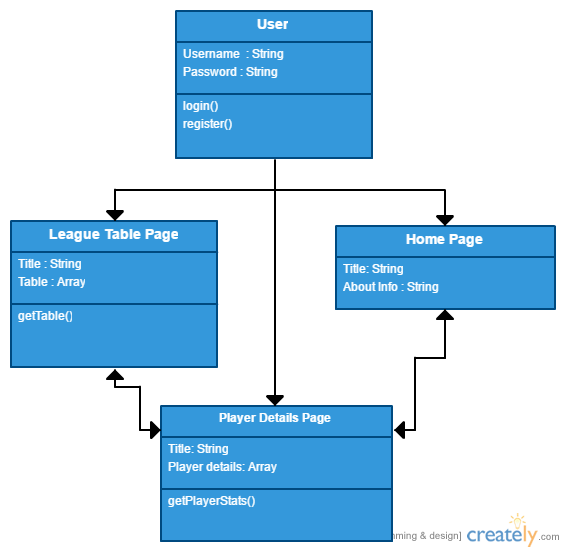 User
Username : String
Password : String
login()
register()
League Table Page
Title : String
Table : Array
getTable()
Home Page
Title: String
About Info : String
Player Details Page
Title: String
Player details: Array
getPlayerStats()
& design]
creately.com